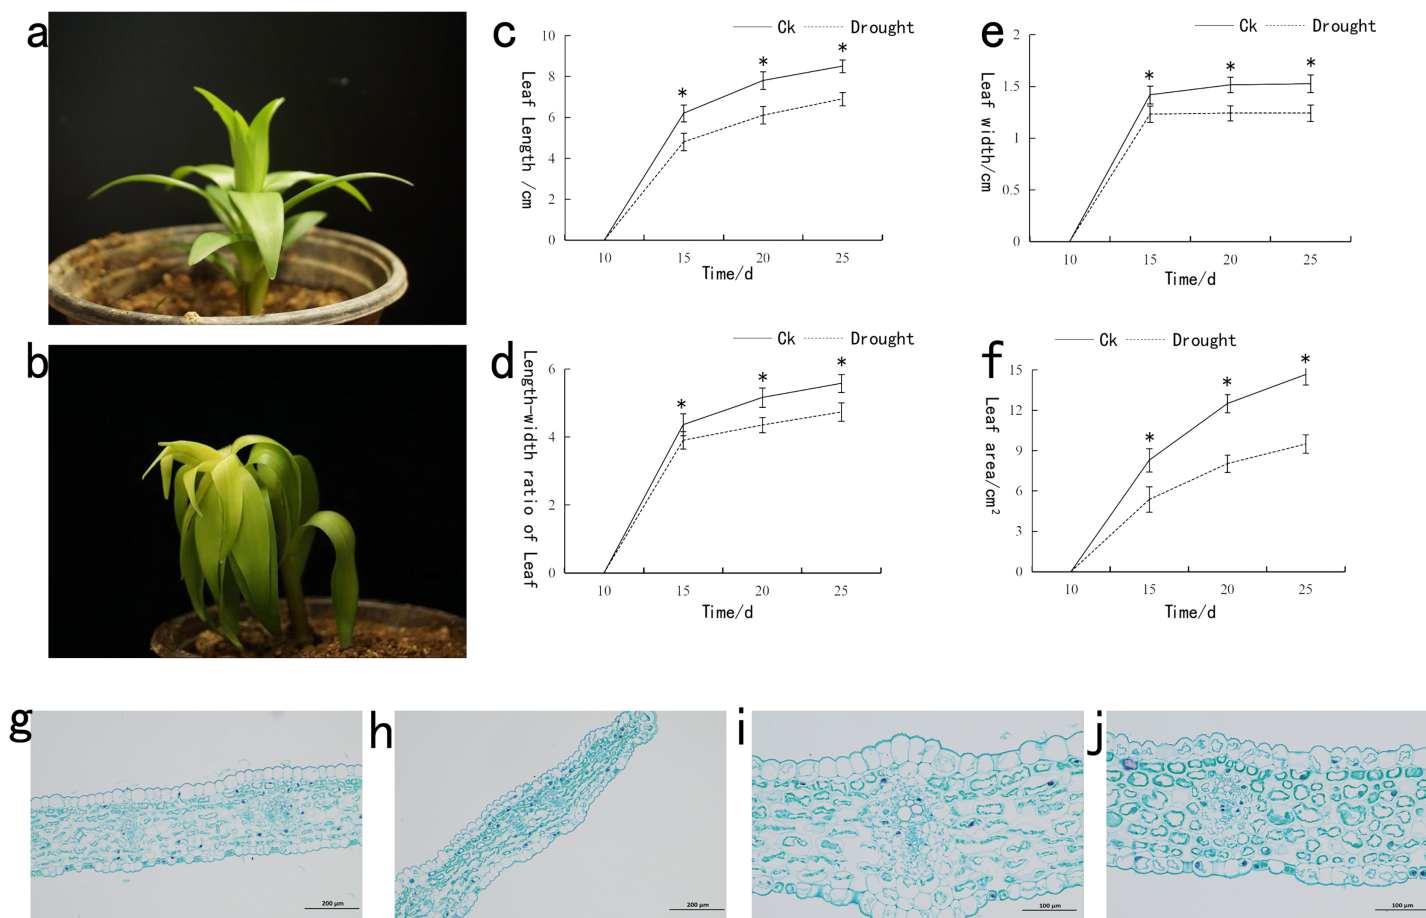 a
b
c
Ck Drought
Leaf Length /cm
10
8
6
4
2
0
10 15 20 25
Time/d
e
Ck Drought
Leaf width/cm
2
1.5
1
0.5
0
10 15 20 25
Time/d
d
Ck Drought
Length-width ratio of Leaf
6
4
2
0
10 15 20 25
Time/d
f
Ck Drought
Leaf area/cm²
15
12
9
6
3
0
10 15 20 25
Time/d
g
200 μm
h
200 μm
i
100 μm
j
100 μm